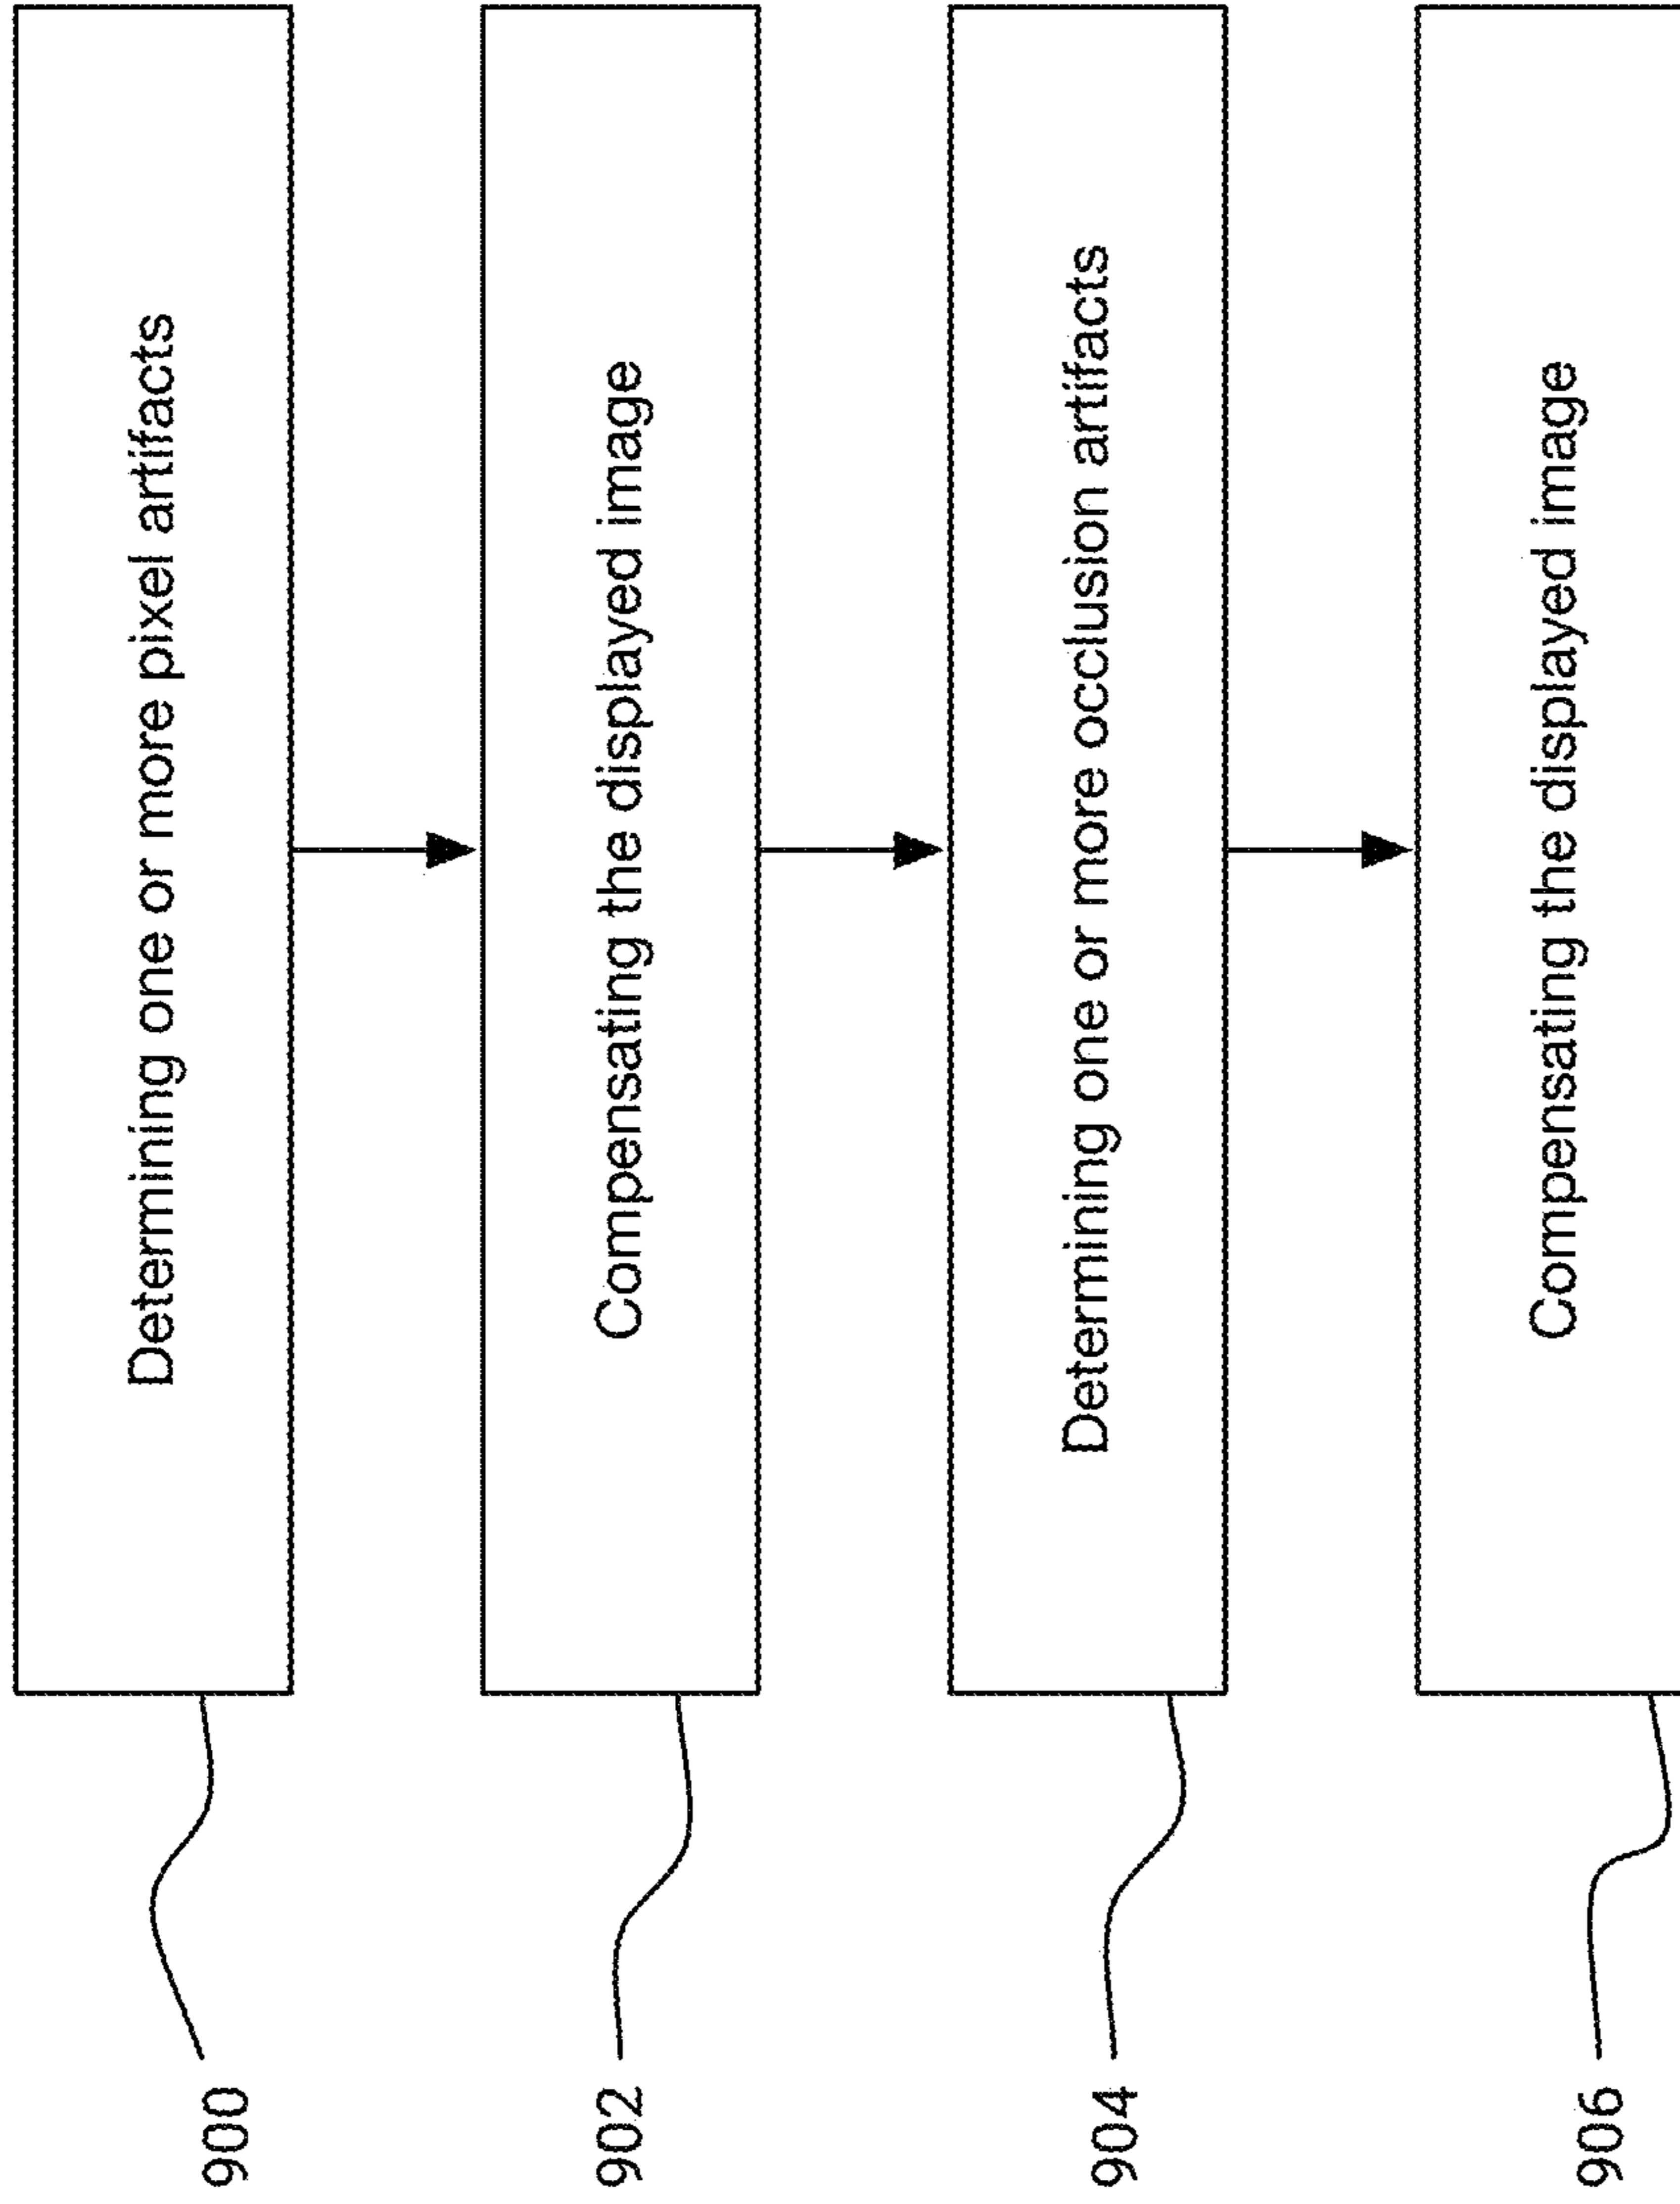 900
Determining one or more pixel artifacts
902
Compensating the displayed image
904
Determining one or more occlusion artifacts
906
Compensating the displayed image